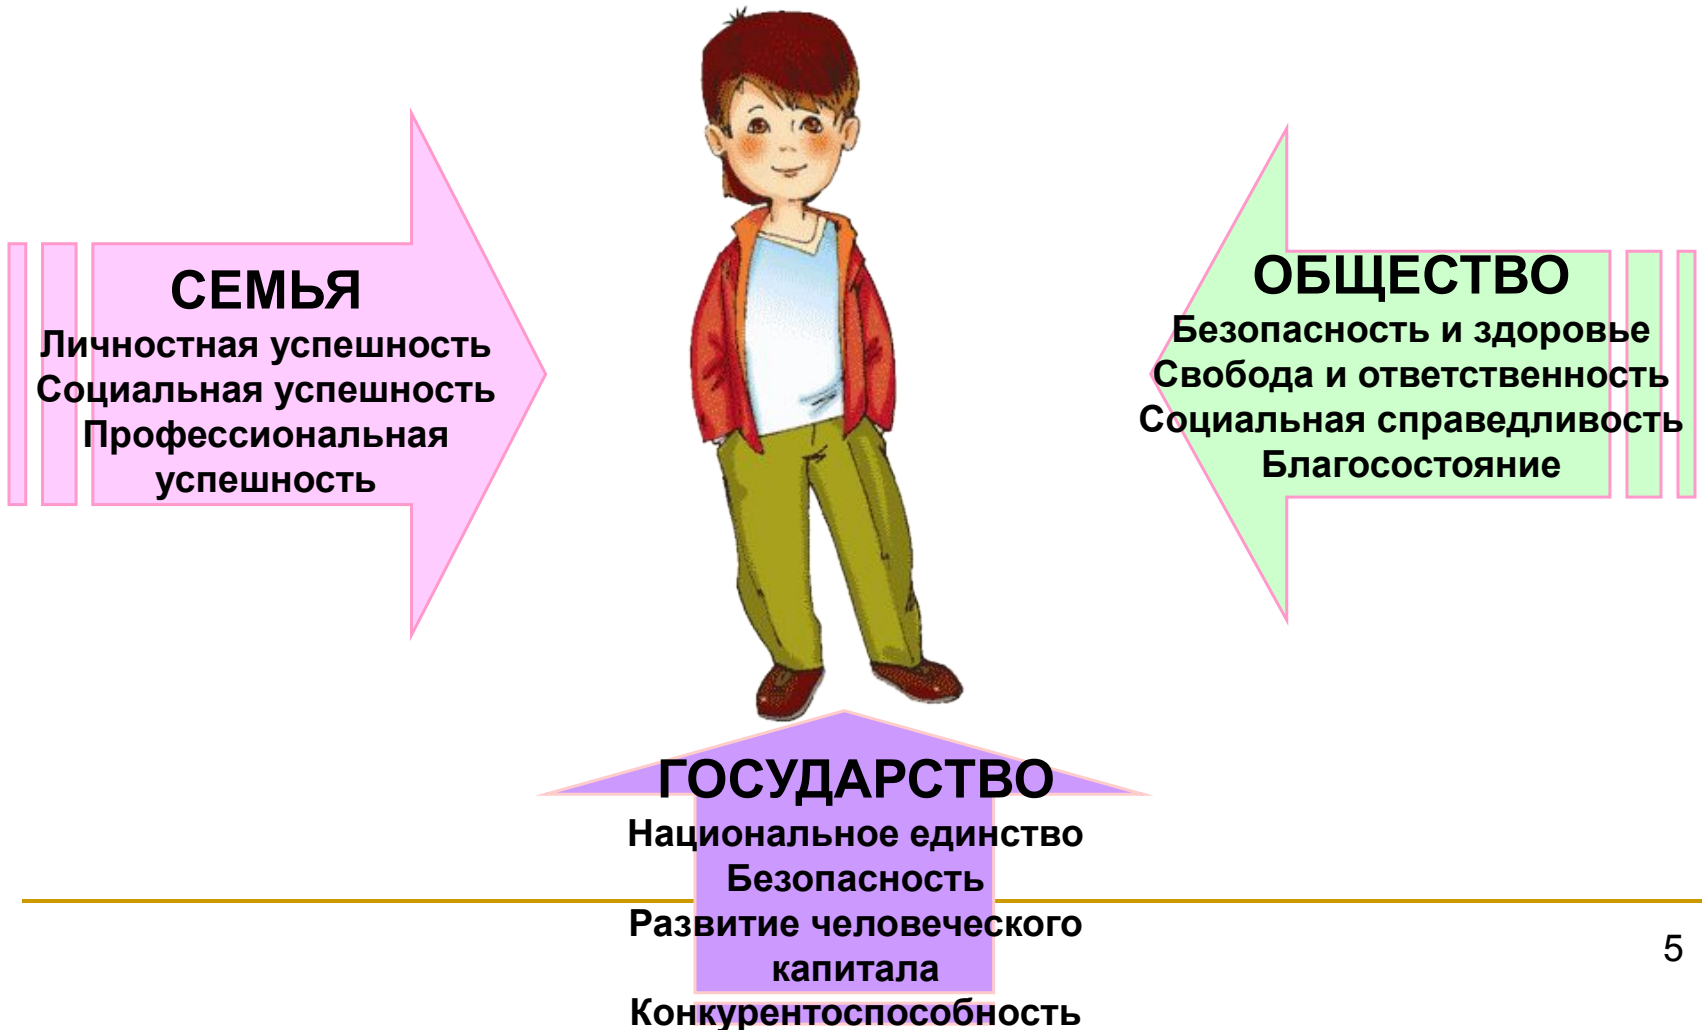 СЕМЬЯ
Личностная успешность
Социальная успешность
Профессиональная
успешность
ОБЩЕСТВО
Безопасность и здоровье
Свобода и ответственность
Социальная справедливость
Благосостояние
ГОСУДАРСТВО
Национальное единство
Безопасность
Развитие человеческого
капитала
Конкурентоспособность
5